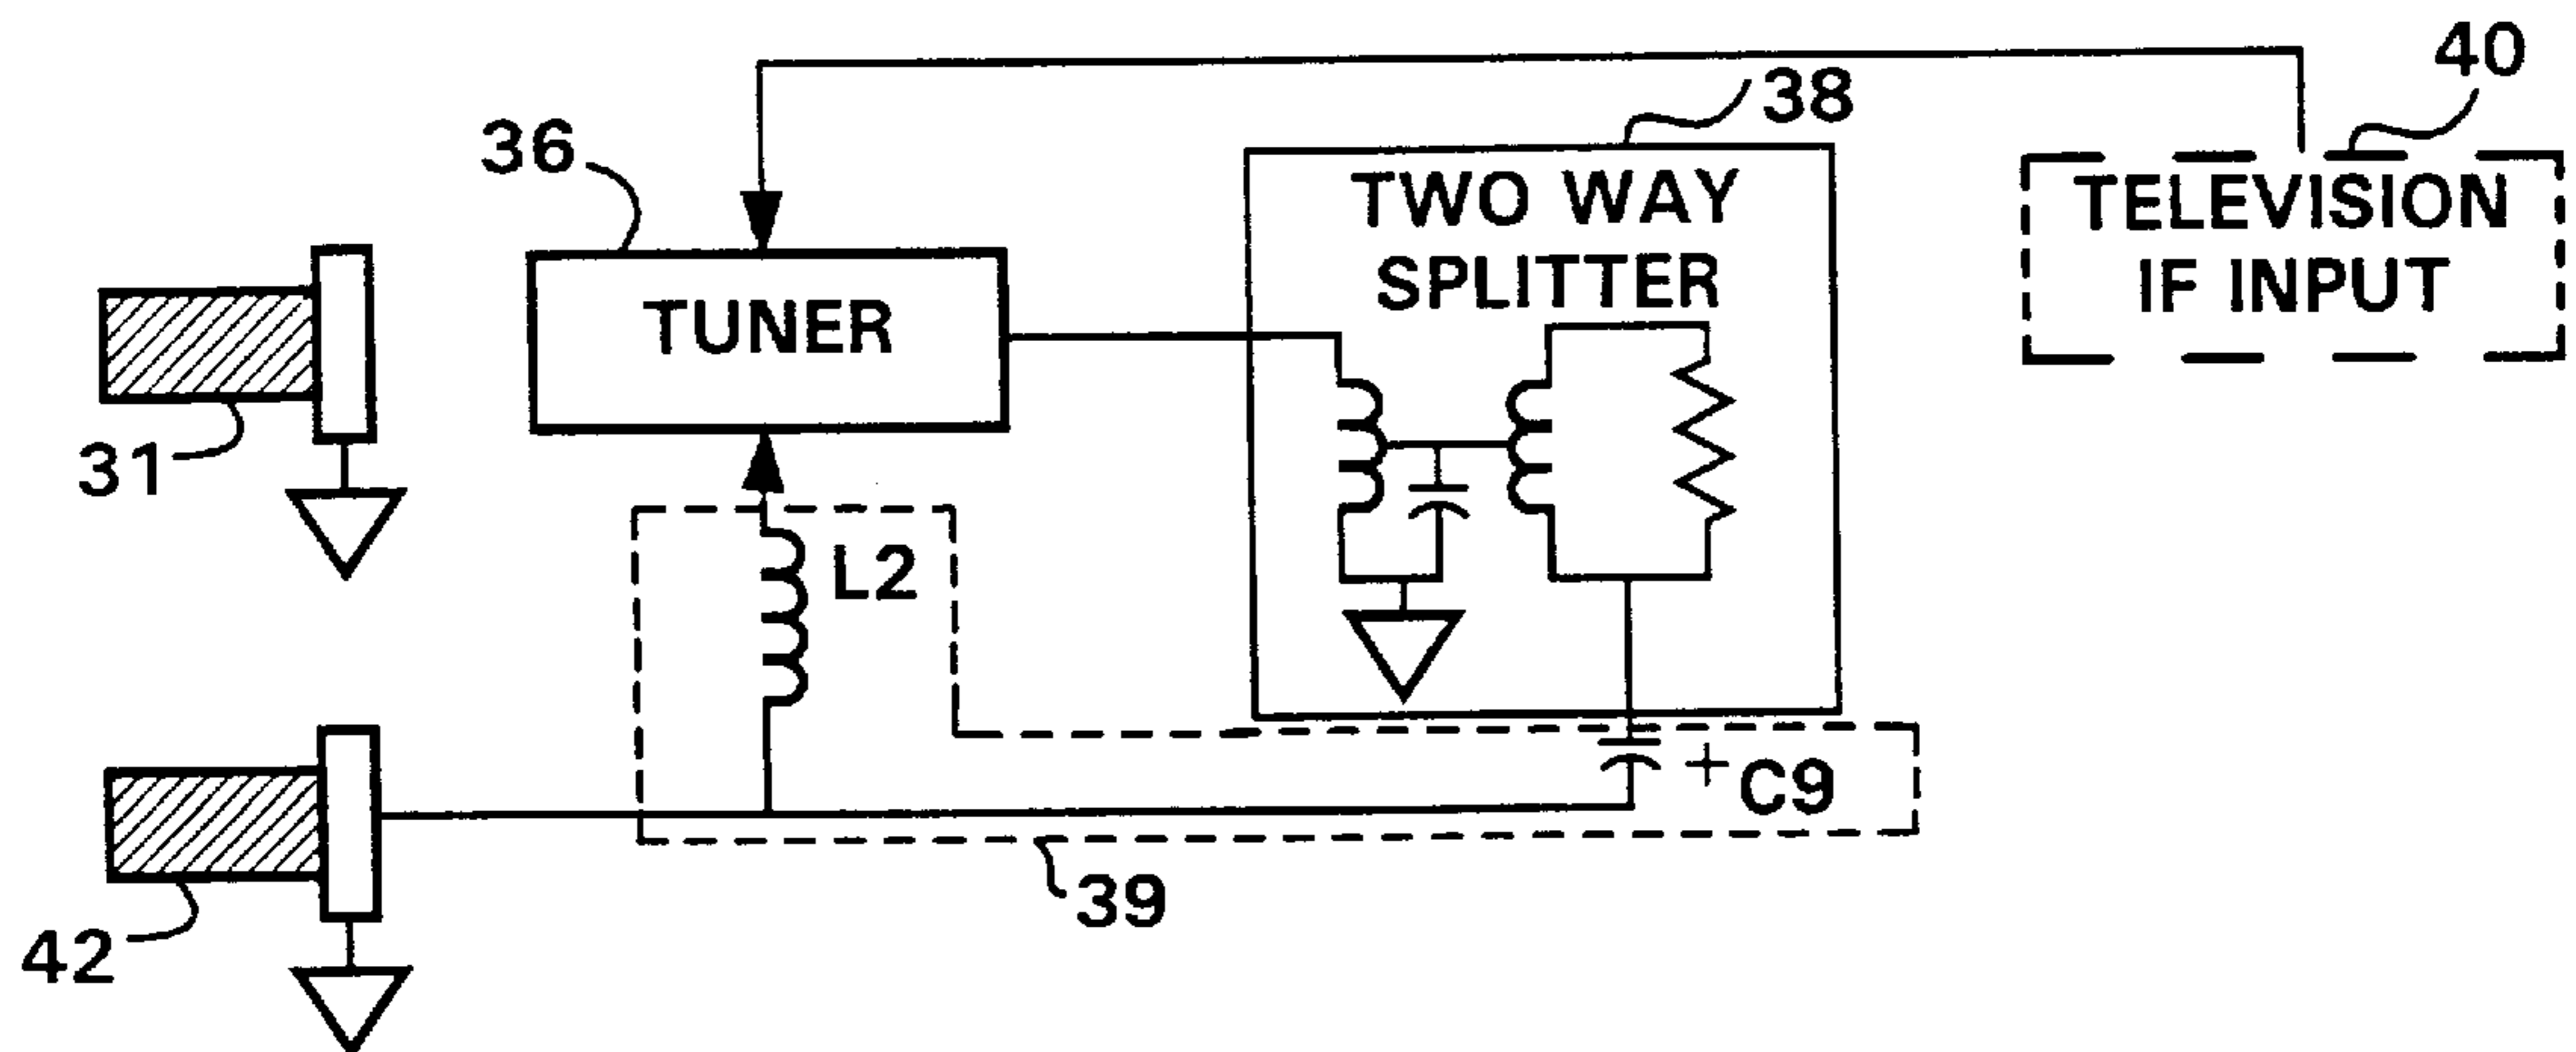 40
38
36
TWO WAY
SPLITTER
TELEVISION
IF INPUT
TUNER
31
L2
+C9
39
42